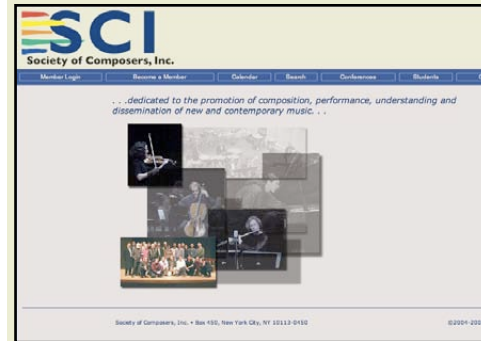 SCI
Society of Composers, Inc.
Member Login Become a Member Calendar Search Conferences Students
. . .dedicated to the promotion of composition, performance, understanding and
dissemination of new and contemporary music. . .
Society of Composers, Inc. • Box 450, New York City, NY 10113-0450 ©2004-200